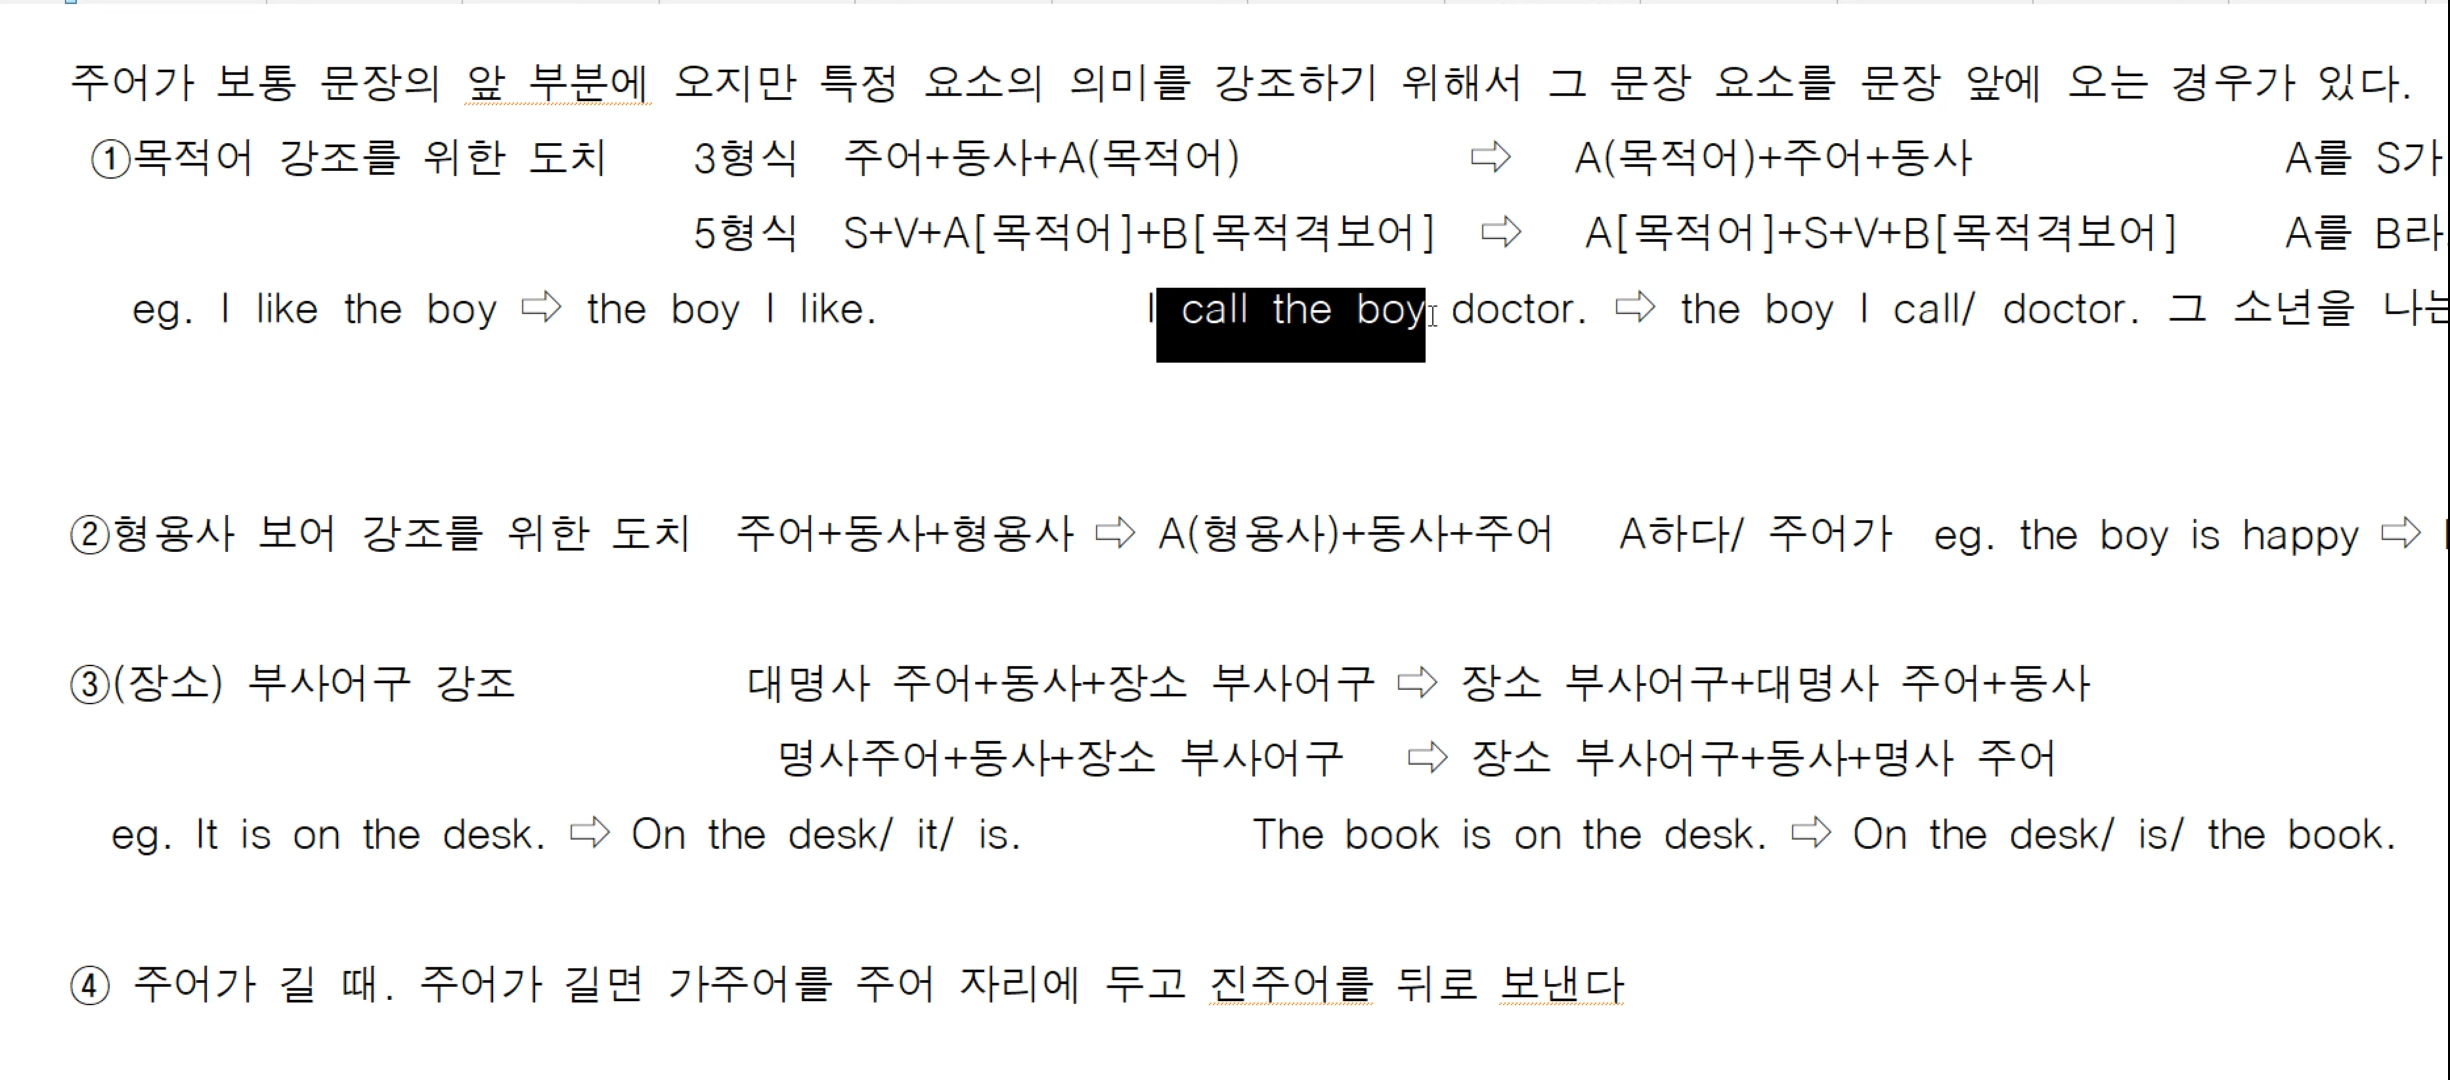 주어가 보통 문장의 앞 부분에 오지만 특정 요소의 의미를 강조하기 위해서 그 문장 요소를 문장 앞에 오는 경우가 있다.
①목적어 강조를 위한 도치 3형식 주어+동사+A(목적어) ⇨ A(목적어)+주어+동사 A를 S가
5형식 S+V+A[목적어]+B[목적격보어] ⇨ A[목적어]+S+V+B[목적격보어] A를 B라
eg. I like the boy ⇨ the boy I like. I call the boy doctor. ⇨ the boy I call/ doctor. 그 소년을 나는
②형용사 보어 강조를 위한 도치 주어+동사+형용사 ⇨ A(형용사)+동사+주어 A하다/ 주어가 eg. the boy is happy ⇨
③(장소) 부사어구 강조 대명사 주어+동사+장소 부사어구 ⇨ 장소 부사어구+대명사 주어+동사
명사주어+동사+장소 부사어구 ⇨ 장소 부사어구+동사+명사 주어
eg. It is on the desk. ⇨ On the desk/ it/ is. The book is on the desk. ⇨ On the desk/ is/ the book.
④ 주어가 길 때. 주어가 길면 가주어를 주어 자리에 두고 진주어를 뒤로 보낸다